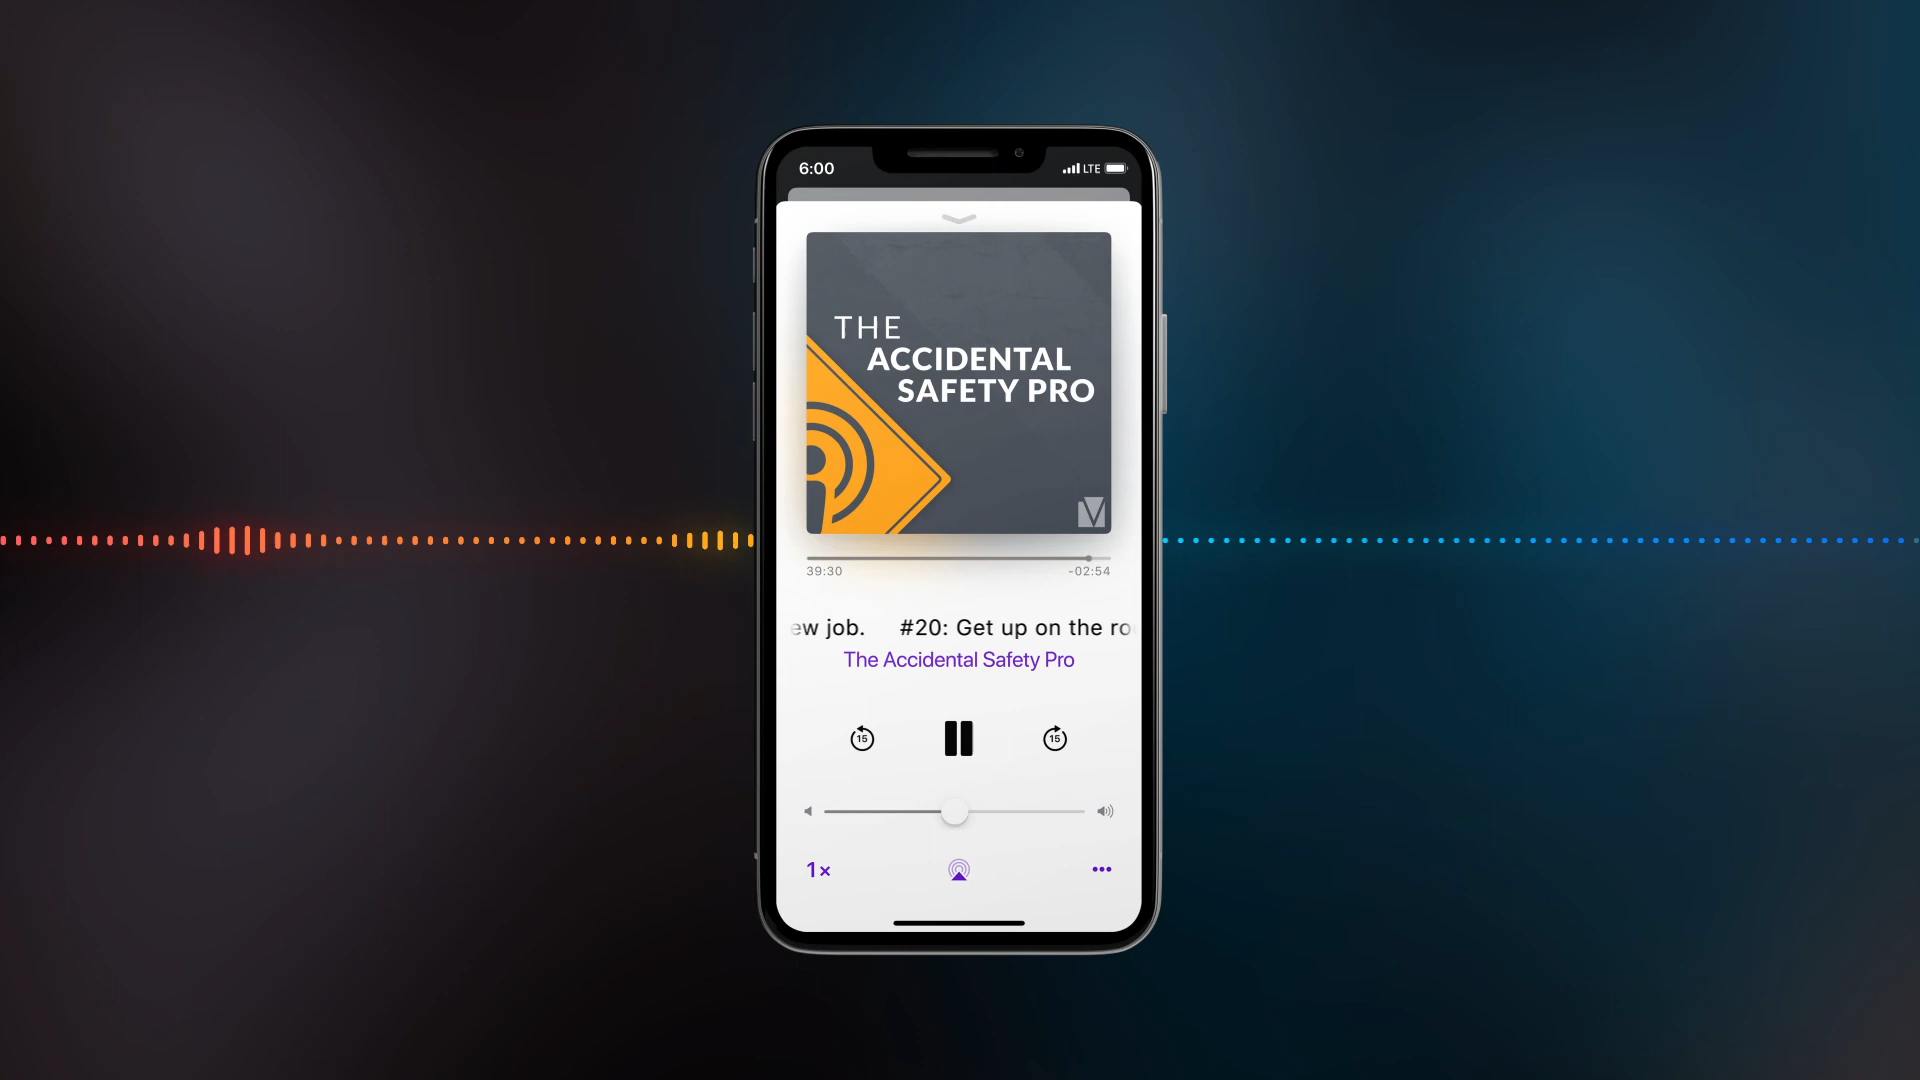 6:00
LTE
THE
ACCIDENTAL
SAFETY PRO
39:30
-02:54
ew job. #20: Get up on the ro
The Accidental Safety Pro
15
15
1×